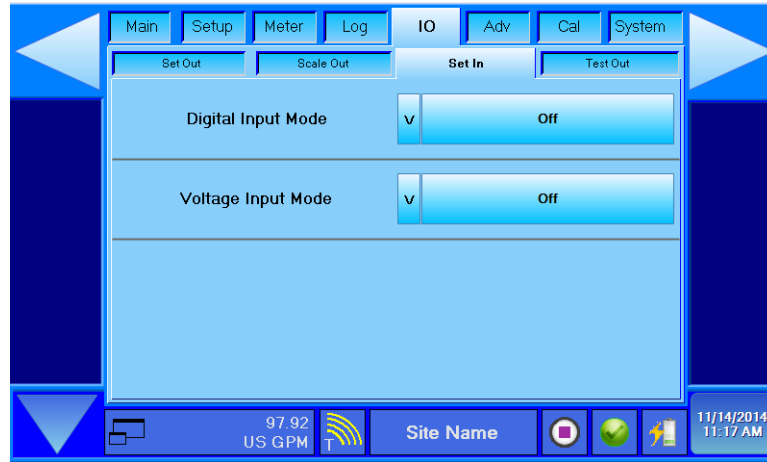 Main Setup Meter Log IO Adv Cal System
Set Out Scale Out Set In Test Out
Digital Input Mode v Off
Voltage Input Mode v Off
97.92
US GPM
T
Site Name
11/14/2014
11:17 AM